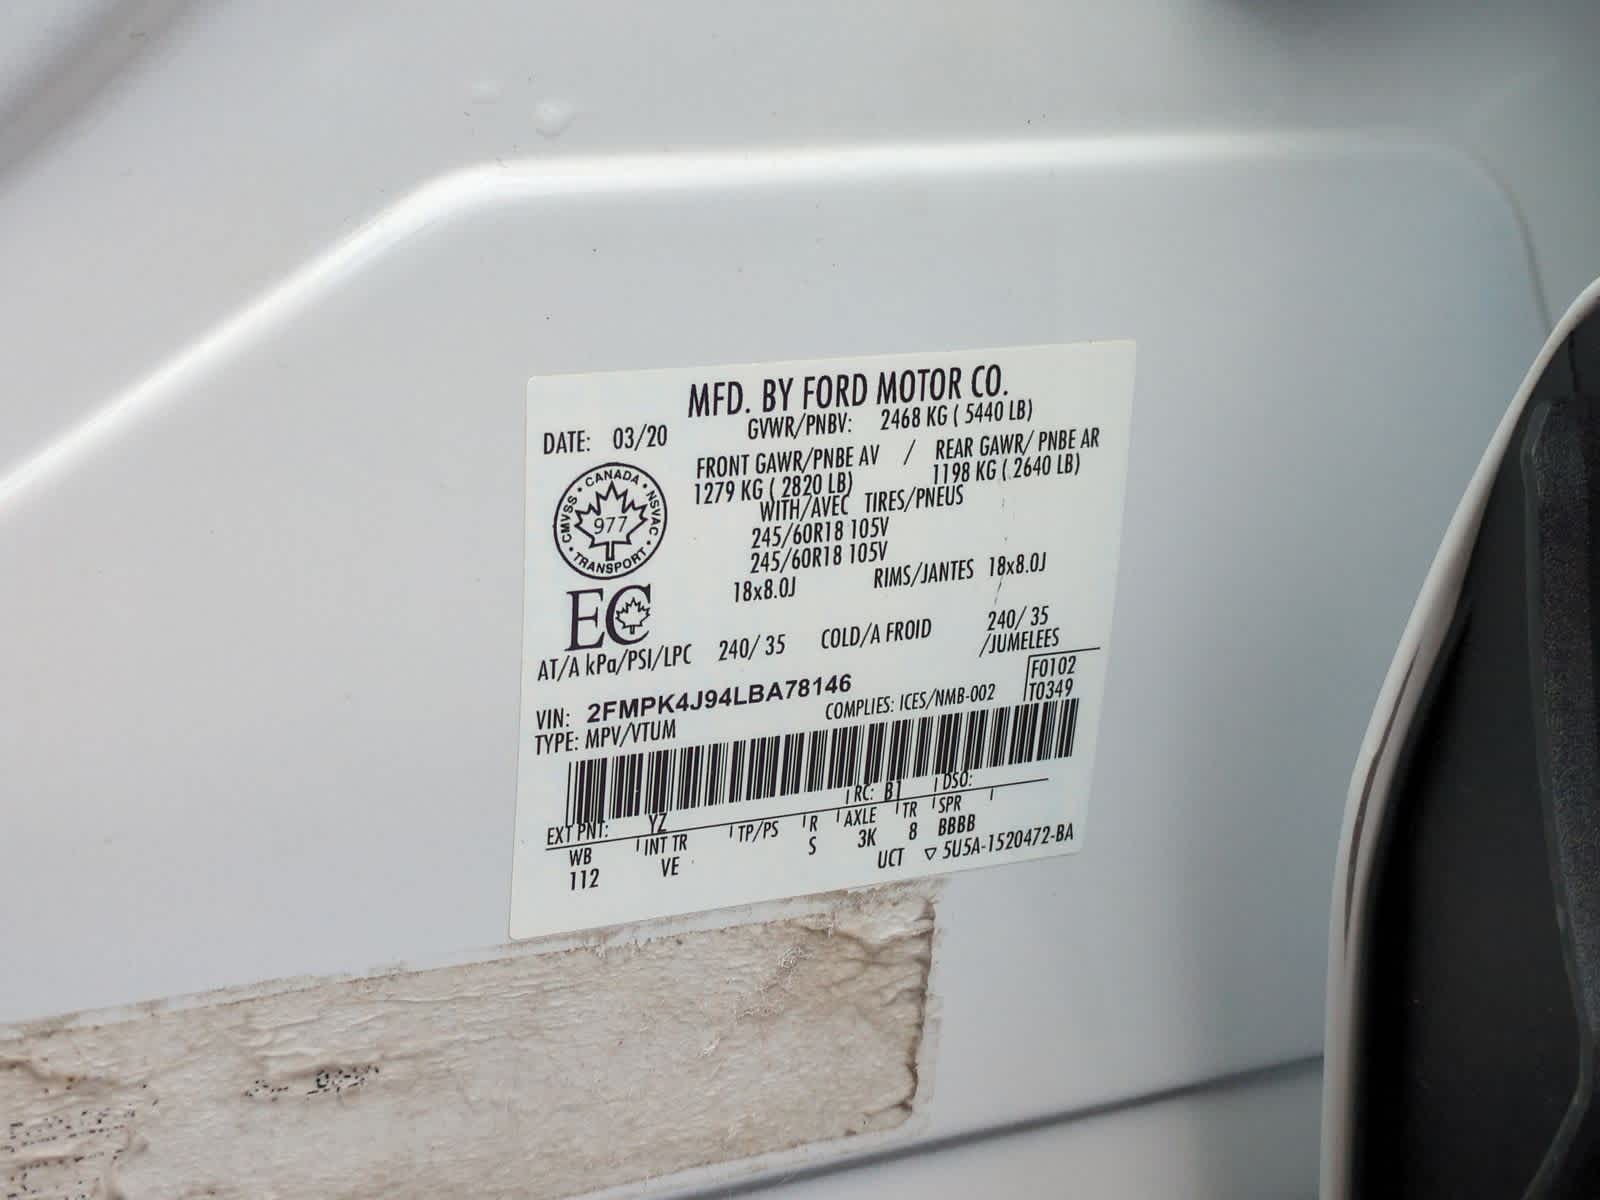 MFD. BY FORD MOTOR CO.
DATE: 03/20
GVWR/PNBV: 2468 KG ( 5440 LB)
FRONT GAWR/PNBE AV / REAR GAWR/ PNBE AR
1279 KG ( 2820 LB) 1198 KG ( 2640 LB)
WITH/AVEC TIRES/PNEUS
245/60R18 105V
245/60R18 105V
18x8.0J RIMS/JANTES 18x8.0J
CANADA
CMVSS NSVAC
977
TRANSPORT
EC
AT/A kPa/PSI/LPC 240/ 35 COLD/A FROID 240/ 35
/JUMELEES
VIN: 2FMPK4J94LBA78146
F0102
T0349
TYPE: MPV/VTUM COMPLIES: ICES/NMB-002
EXT PNT: YZ RC: B1 DSO:
WB INT TR TP/PS R AXLE TR SPR
112 VE S 3K 8 BBBB
UCT ▽ 5U5A-1520472-BA